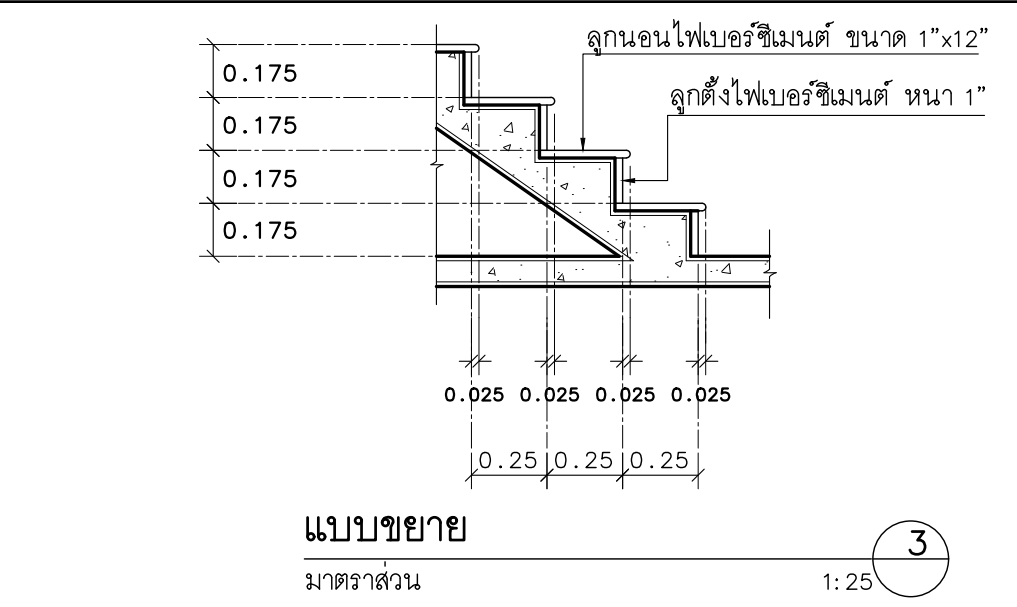 ลูกนอนไฟเบอร์ซีเมนต์ ขนาด 1”x12”
0.175
ลูกตั้งไฟเบอร์ซีเมนต์ หนา 1”
0.175
0.175
0.175
0.025 0.025 0.025 0.025
0.25 0.25 0.25
แบบขยาย
3
มาตราส่วน 1:25